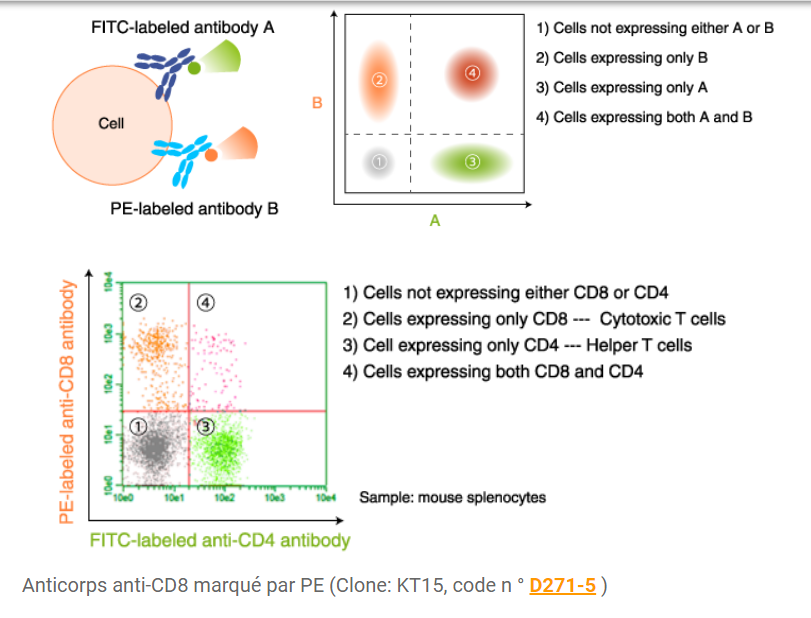 FITC-labeled antibody A
Cell
PE-labeled antibody B
B
②
④
①
③
A
1) Cells not expressing either A or B
2) Cells expressing only B
3) Cells expressing only A
4) Cells expressing both A and B
PE-labeled anti-CD8 antibody
10e4
10e3
10e2
10e1
10e0
②
④
①
③
10e0 10e1 10e2 10e3 10e4
FITC-labeled anti-CD4 antibody
1) Cells not expressing either CD8 or CD4
2) Cells expressing only CD8 --- Cytotoxic T cells
3) Cell expressing only CD4 --- Helper T cells
4) Cells expressing both CD8 and CD4
Sample: mouse splenocytes
Anticorps anti-CD8 marqué par PE (Clone: KT15, code n ° D271-5 )